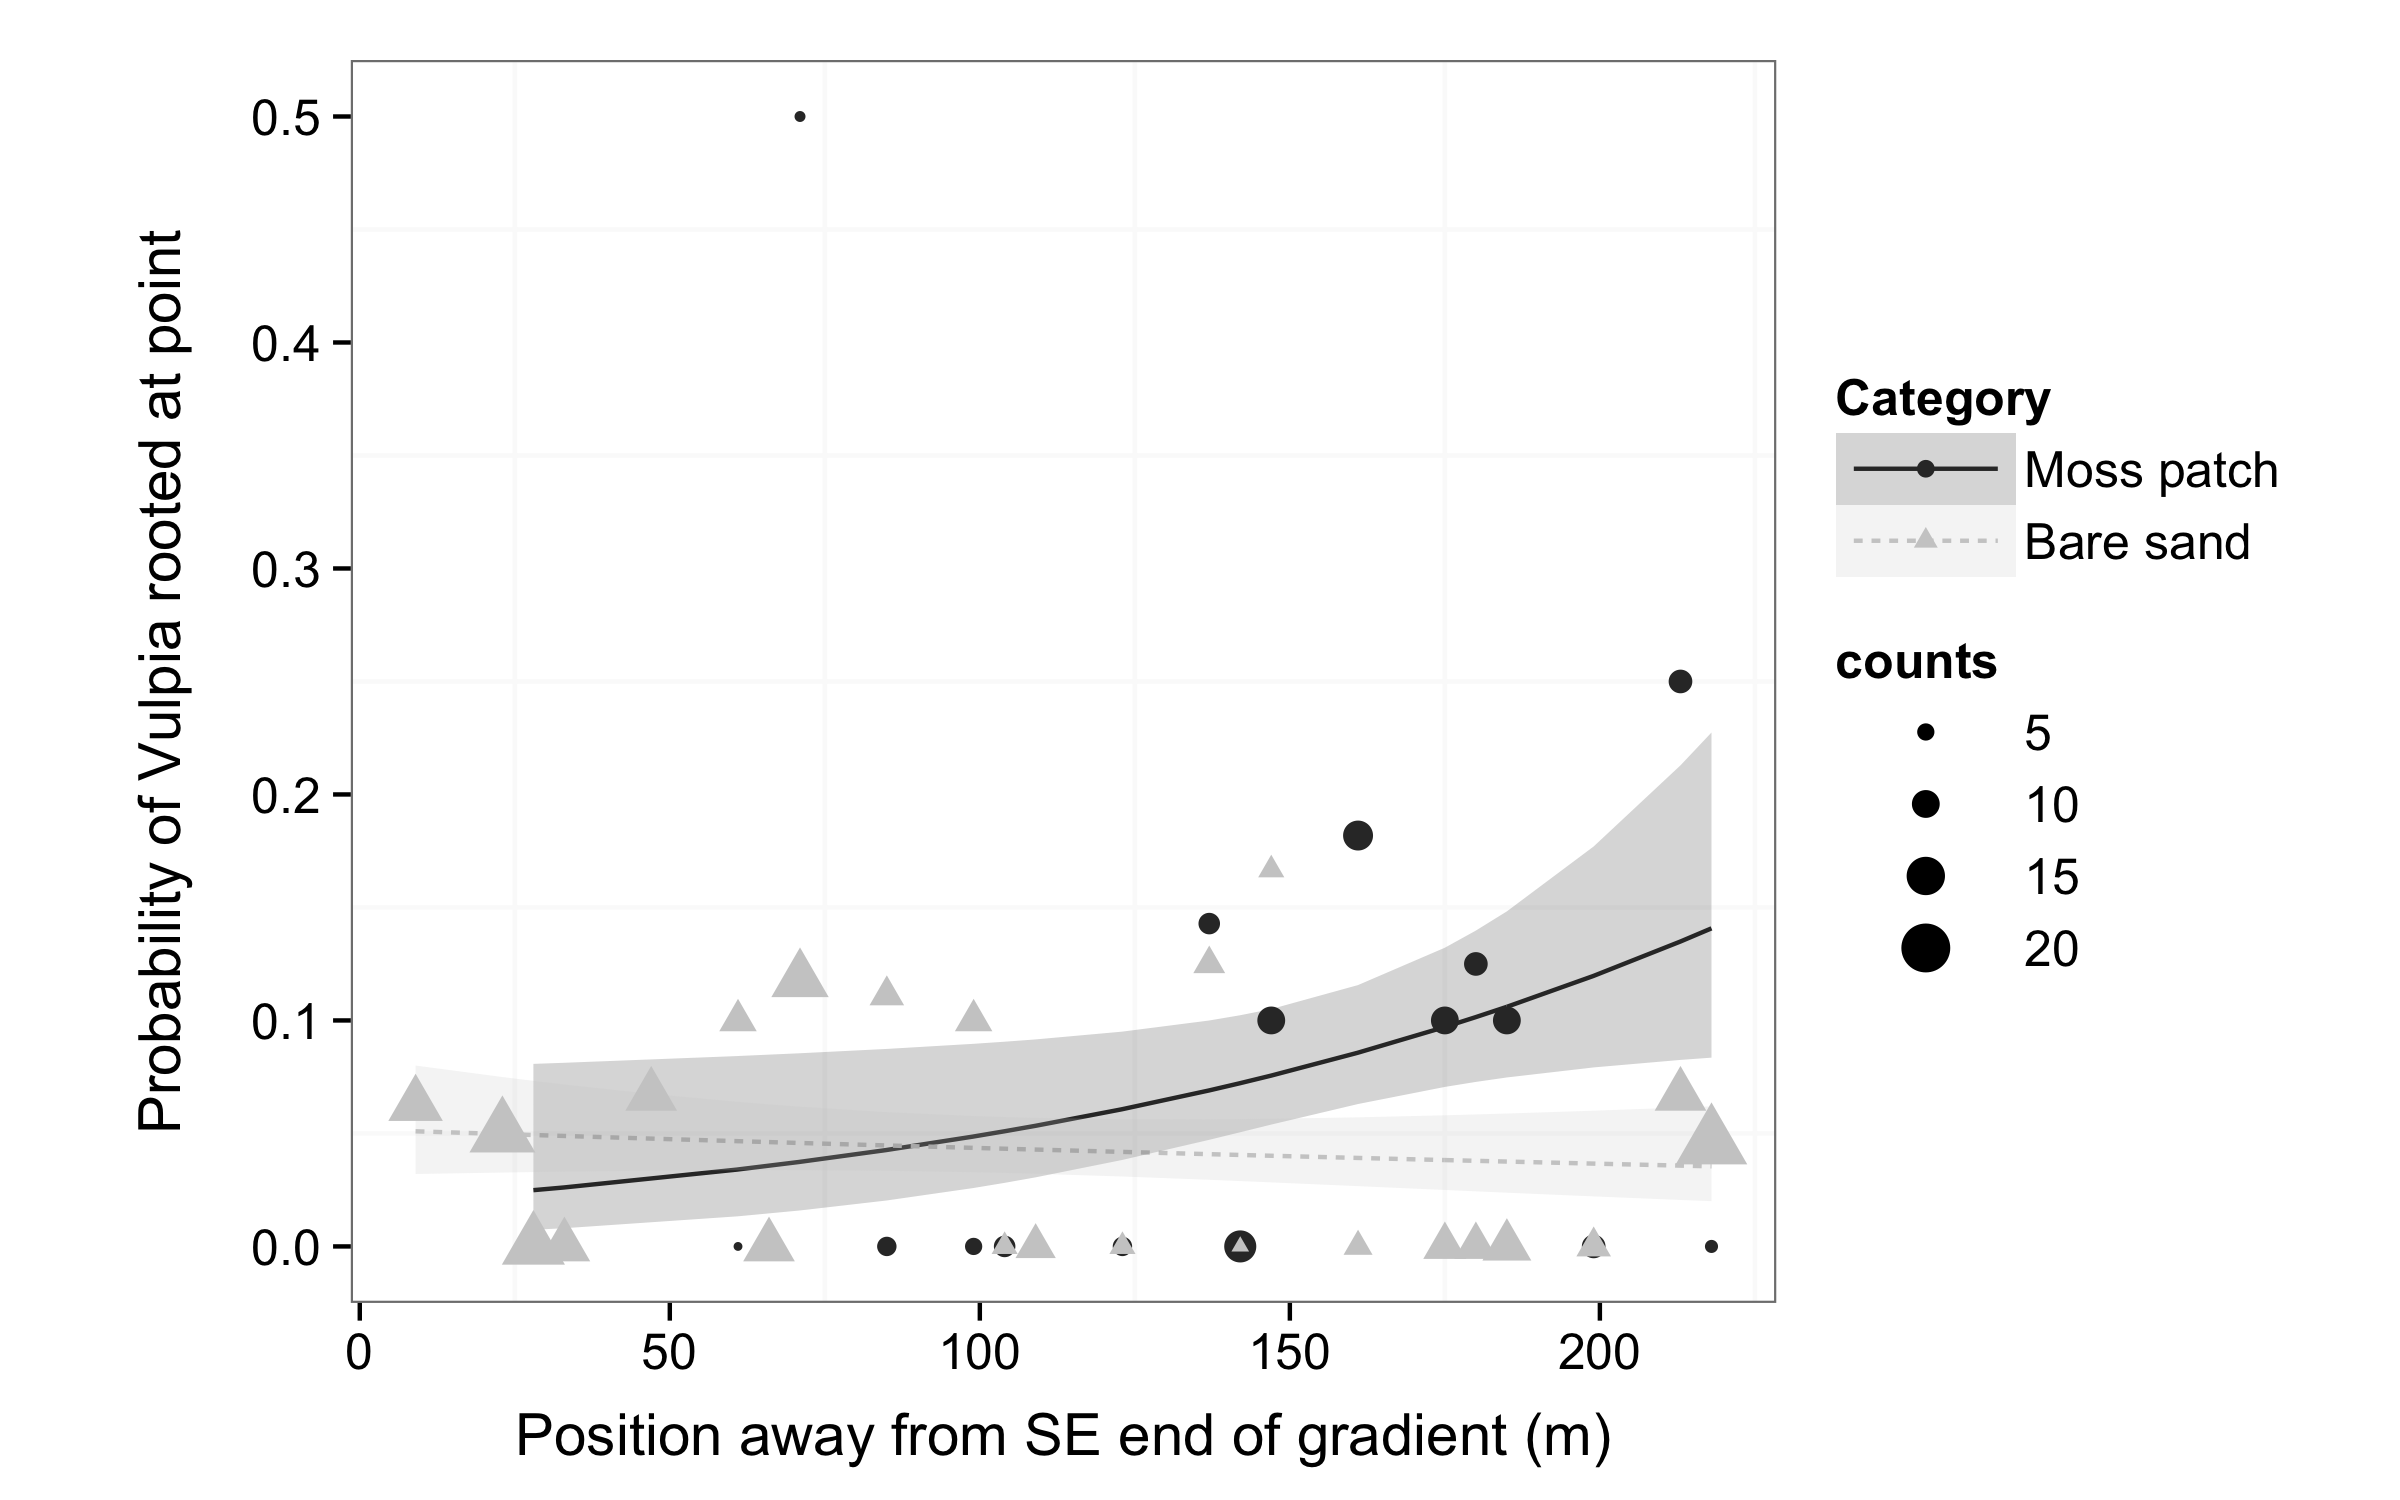 Probability of Vulpia rooted at point
0.5
0.4
0.3
0.2
0.1
0.0
0
50
100
150
200
Position away from SE end of gradient (m)
Category
Moss patch
Bare sand
counts
5
10
15
20